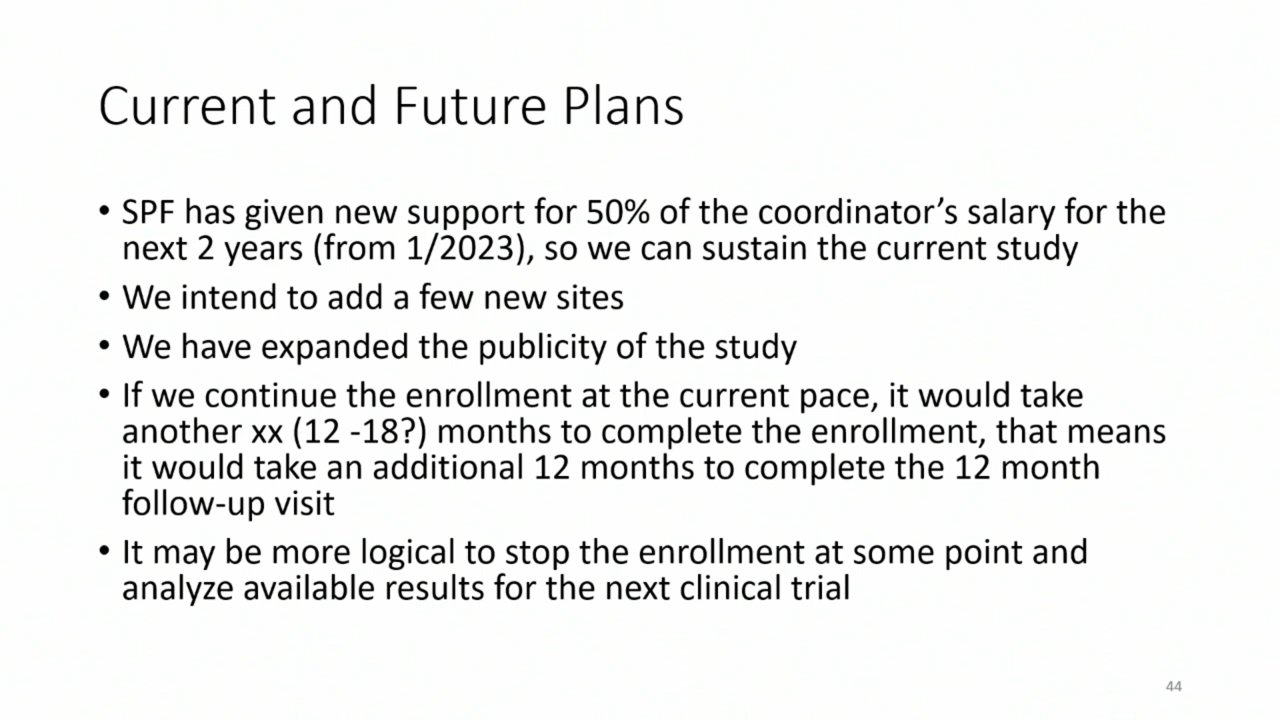 Current and Future Plans
• SPF has given new support for 50% of the coordinator’s salary for the
next 2 years (from 1/2023), so we can sustain the current study
• We intend to add a few new sites
• We have expanded the publicity of the study
• If we continue the enrollment at the current pace, it would take
another xx (12 -18?) months to complete the enrollment, that means
it would take an additional 12 months to complete the 12 month
follow-up visit
• It may be more logical to stop the enrollment at some point and
analyze available results for the next clinical trial
44